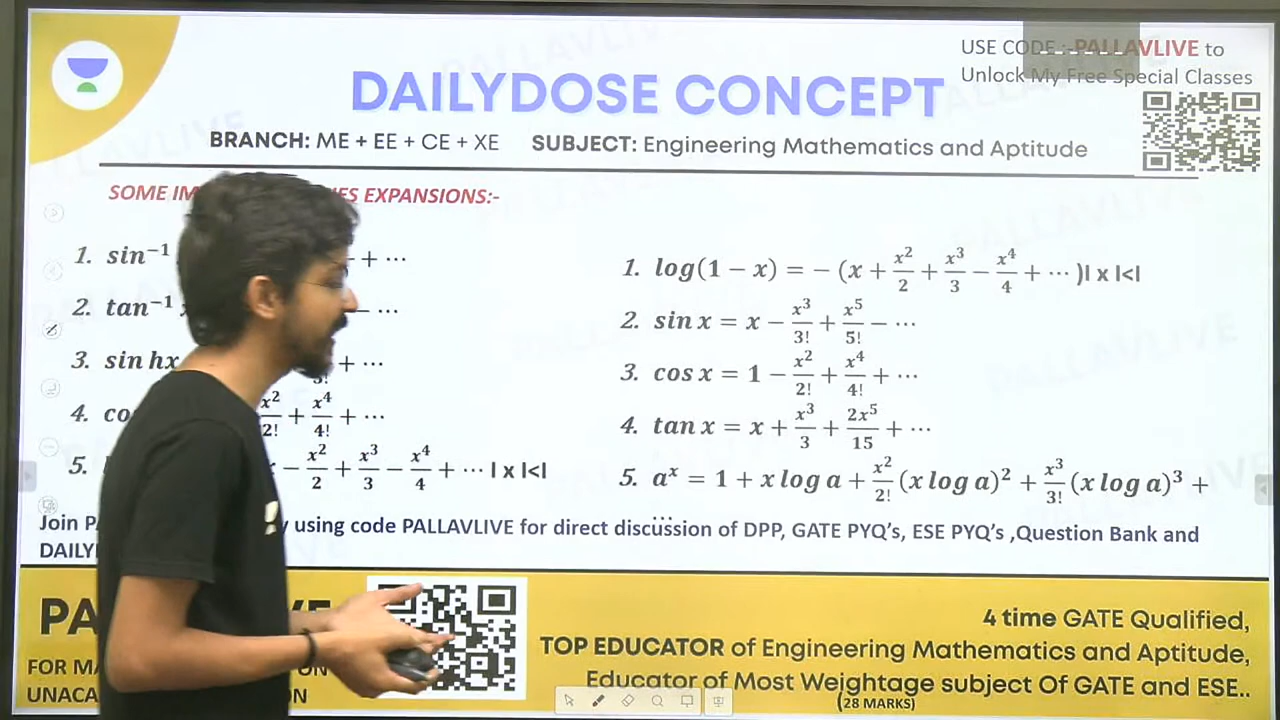 USE CODE :-PALLAVLIVE to
Unlock My Free Special Classes
DAILYDOSE CONCEPT
BRANCH: ME + EE + CE + XE SUBJECT: Engineering Mathematics and Aptitude
SOME EXPANSIONS:-
1. sin⁻¹ + ⋯
2. tan⁻¹ ⋯
3. sin hx + ⋯
4. x²/2! + x⁴/4! + ⋯
5. − x²/2 + x³/3 − x⁴/4 + ⋯ I x I<I
1. log(1 − x) = − (x + x²/2 + x³/3 − x⁴/4 + ⋯ )I x I<I
2. sin x = x − x³/3! + x⁵/5! − ⋯
3. cos x = 1 − x²/2! + x⁴/4! + ⋯
4. tan x = x + x³/3 + 2x⁵/15 + ⋯
5. aˣ = 1 + x log a + x²/2! (x log a)² + x³/3! (x log a)³ +
⋯
Join using code PALLAVLIVE for direct discussion of DPP, GATE PYQ's, ESE PYQ's ,Question Bank and
4 time GATE Qualified,
TOP EDUCATOR of Engineering Mathematics and Aptitude,
Educator of Most Weightage subject Of GATE and ESE..
(28 MARKS)
FOR